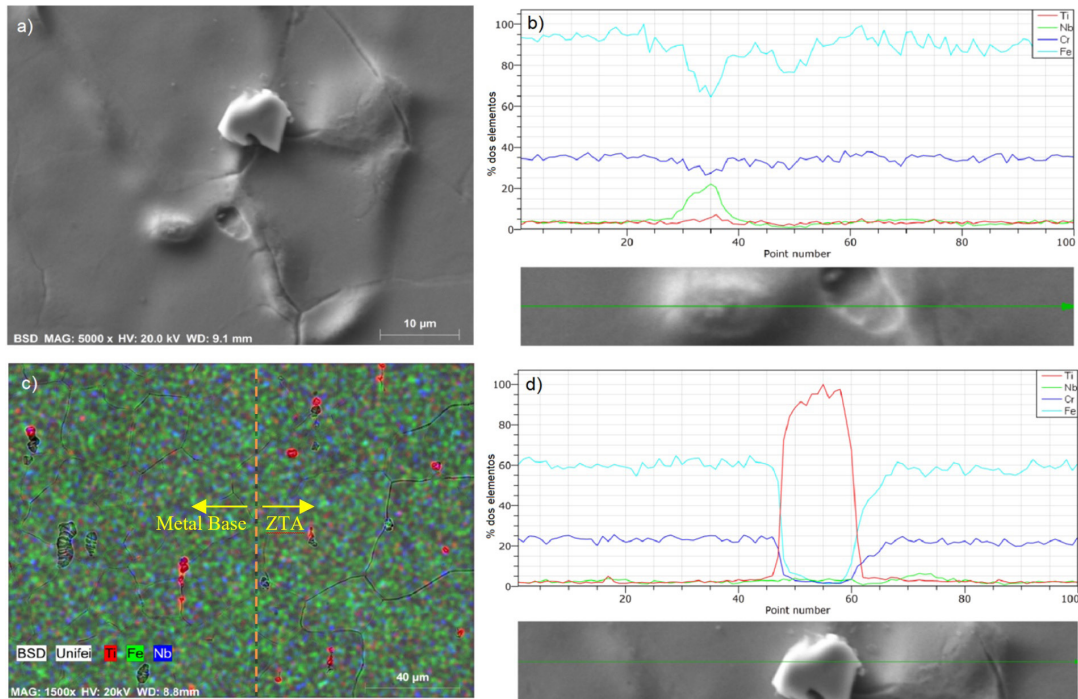 a)
10 µm
BSD MAG: 5000 x HV: 20.0 kV WD: 9.1 mm
b)
Ti
Nb
Cr
Fe
% dos elementos
100
80
60
40
20
0
20 40 60 80 100
Point number
c)
Metal Base ZTA
BSD Unifei Ti Fe Nb
MAG: 1500x HV: 20kV WD: 8.8mm
40 µm
d)
Ti
Nb
Cr
Fe
% dos elementos
100
80
60
40
20
0
20 40 60 80 100
Point number